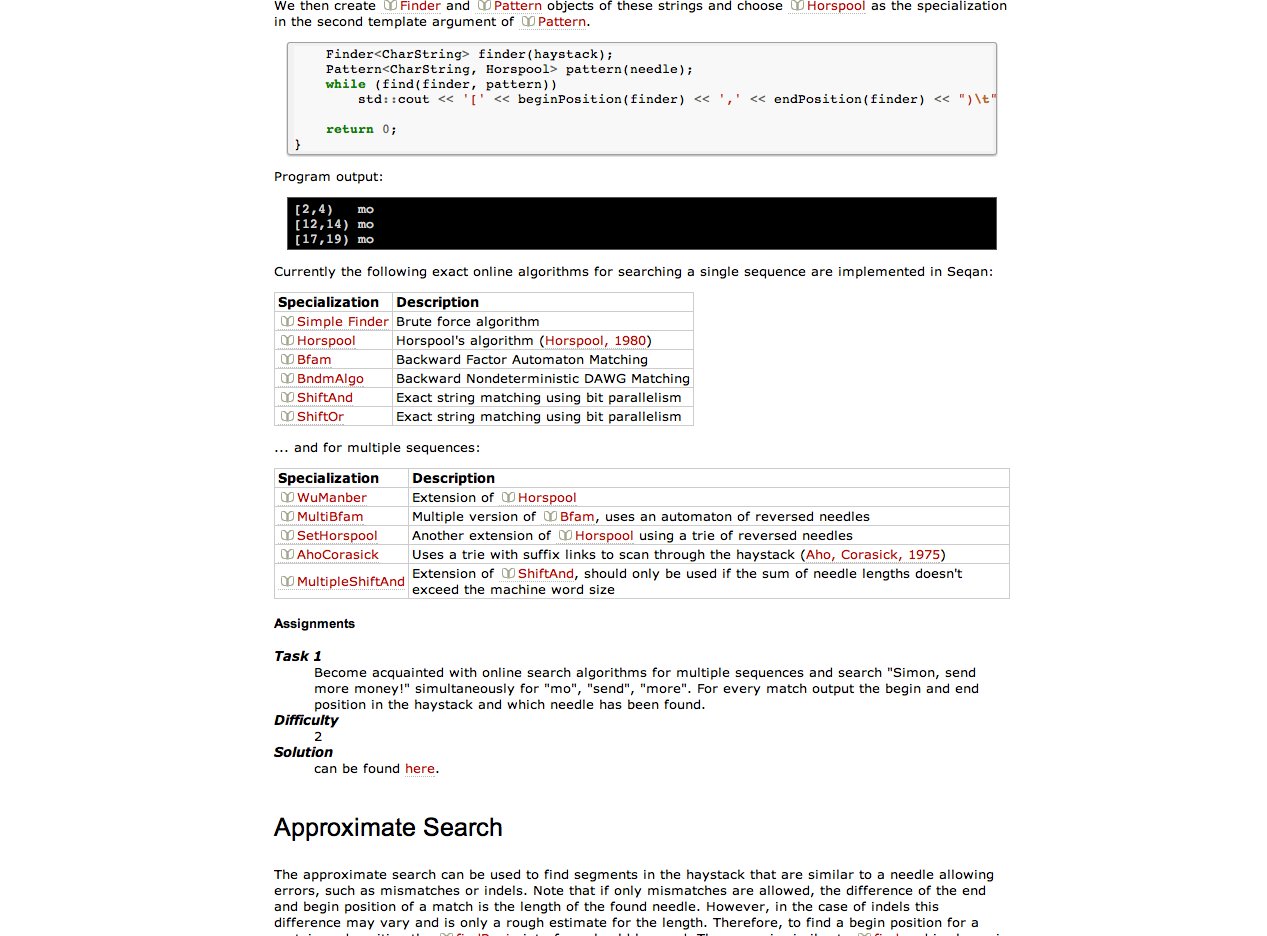 We then create Finder and Pattern objects of these strings and choose Horspool as the specialization
in the second template argument of Pattern.
Finder<CharString> finder(haystack);
Pattern<CharString, Horspool> pattern(needle);
while (find(finder, pattern))
std::cout << '[' << beginPosition(finder) << ',' << endPosition(finder) << ")\t"
return 0;
}
Program output:
[2,4) mo
[12,14) mo
[17,19) mo
Currently the following exact online algorithms for searching a single sequence are implemented in Seqan:
Specialization Description
Simple Finder Brute force algorithm
Horspool Horspool's algorithm (Horspool, 1980)
Bfam Backward Factor Automaton Matching
BndmAlgo Backward Nondeterministic DAWG Matching
ShiftAnd Exact string matching using bit parallelism
ShiftOr Exact string matching using bit parallelism
... and for multiple sequences:
Specialization Description
WuManber Extension of Horspool
MultiBfam Multiple version of Bfam, uses an automaton of reversed needles
SetHorspool Another extension of Horspool using a trie of reversed needles
AhoCorasick Uses a trie with suffix links to scan through the haystack (Aho, Corasick, 1975)
MultipleShiftAnd Extension of ShiftAnd, should only be used if the sum of needle lengths doesn't
exceed the machine word size
Assignments
Task 1
Become acquainted with online search algorithms for multiple sequences and search "Simon, send
more money!" simultaneously for "mo", "send", "more". For every match output the begin and end
position in the haystack and which needle has been found.
Difficulty
2
Solution
can be found here.
Approximate Search
The approximate search can be used to find segments in the haystack that are similar to a needle allowing
errors, such as mismatches or indels. Note that if only mismatches are allowed, the difference of the end
and begin position of a match is the length of the found needle. However, in the case of indels this
difference may vary and is only a rough estimate for the length. Therefore, to find a begin position for a